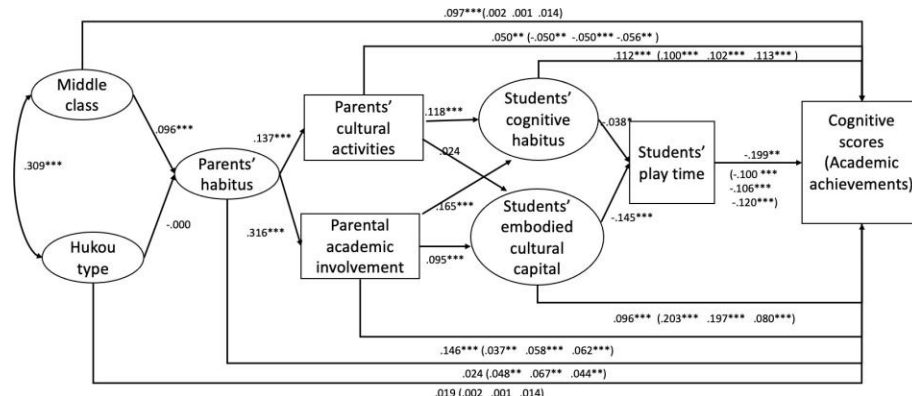 .097***(.002 .001 .014)
.050** (-.050** -.050*** -.056** )
.112*** (.100*** .102*** .113*** )
Middle
class
.096***
.309***
Hukou
type
-.000
Parents’
habitus
.137***
.316***
Parents’
cultural
activities
Parental
academic
involvement
.118***
.024
.165***
.095***
Students’
cognitive
habitus
Students’
embodied
cultural
capital
-.038*
-.145***
Students’
play time
-.199**
(-.100 ***
-.106***
-.120***)
Cognitive
scores
(Academic
achievements)
.096*** (.203*** .197*** .080***)
.146*** (.037** .058*** .062***)
.024 (.048** .067** .044**)
.019 (.002 .001 .014)